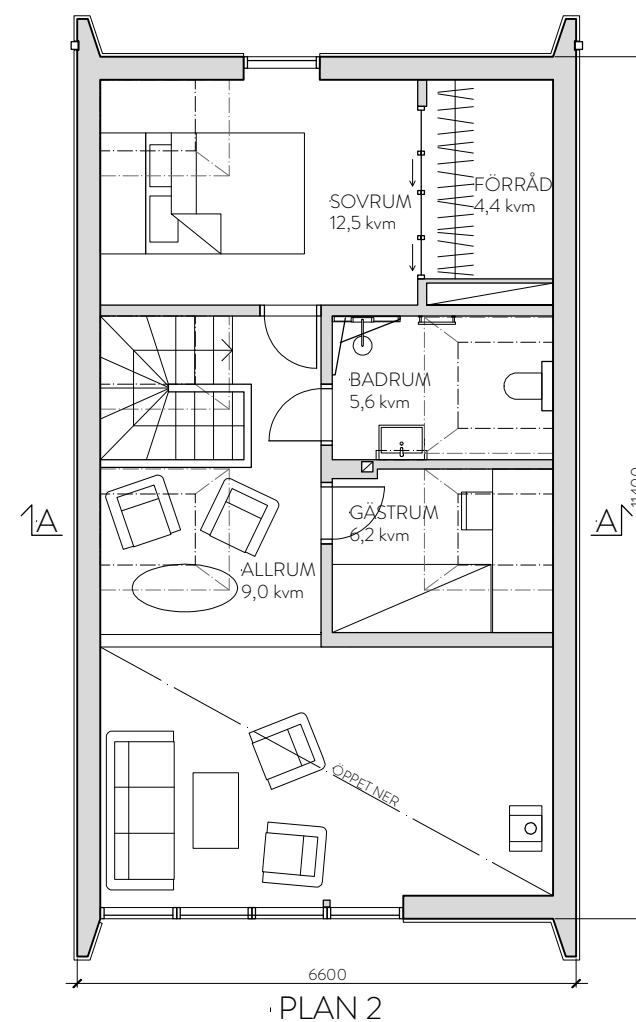 SOVRUM
12,5 kvm
FÖRRÅD
4,4 kvm
BADRUM
5,6 kvm
GÄSTRUM
6,2 kvm
A
A
ALLRUM
9,0 kvm
ÖPPET NER
6600
PLAN 2